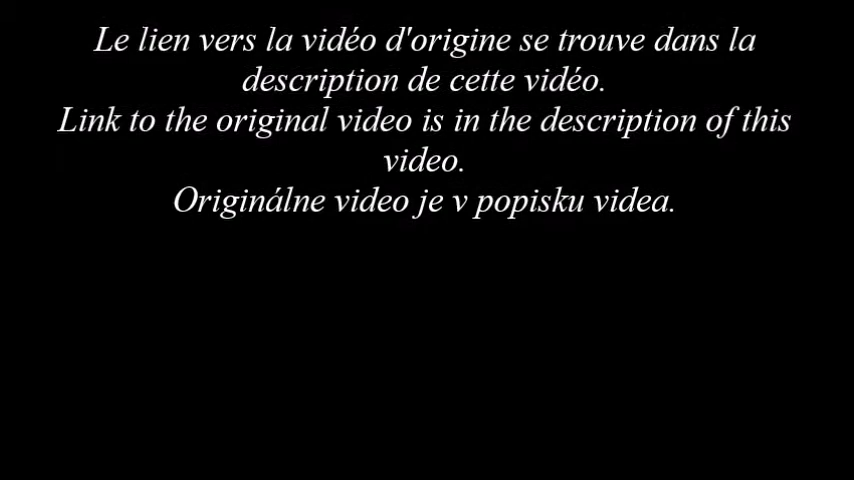 Le lien vers la vidéo d'origine se trouve dans la
description de cette vidéo.
Link to the original video is in the description of this
video.
Originálne video je v popisku videa.